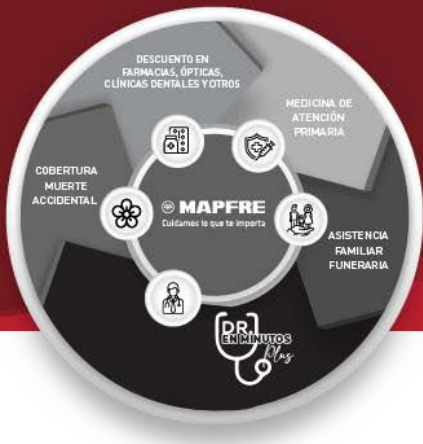 DESCUENTO EN
FARMACIAS, ÓPTICAS,
CLÍNICAS DENTALES Y OTROS
MEDICINA DE
ATENCIÓN
PRIMARIA
COBERTURA
MUERTE
ACCIDENTAL
MAPFRE
Cuidamos lo que te importa
ASISTENCIA
FAMILIAR
FUNERARIA
DR.
EN MINUTOS
Plus